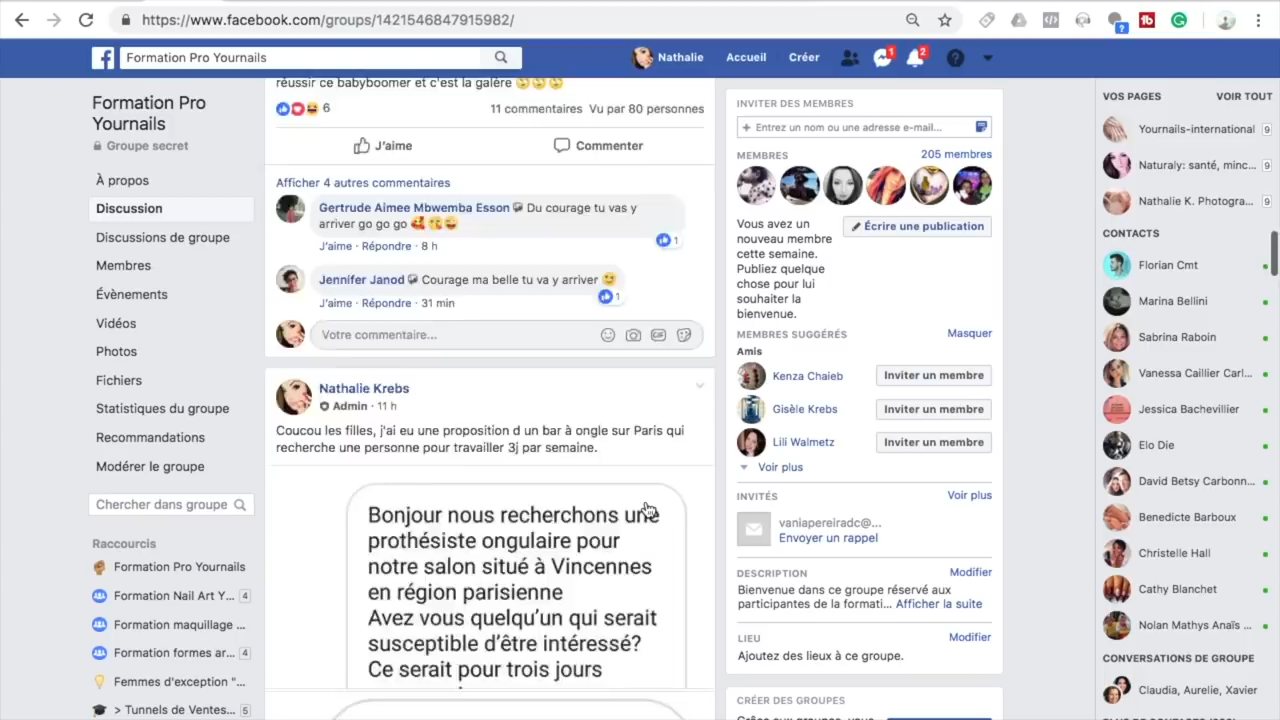 https://www.facebook.com/groups/1421546847915982/
Formation Pro Yournails
Nathalie
Accueil
Créer
1
2
Formation Pro
Yournails
Groupe secret
À propos
Discussion
Discussions de groupe
Membres
Évènements
Vidéos
Photos
Fichiers
Statistiques du groupe
Recommandations
Modérer le groupe
Chercher dans groupe
Raccourcis
Formation Pro Yournails
Formation Nail Art Y... 4
Formation maquillage ...
Formation formes ar... 4
Femmes d'exception "...
> Tunnels de Ventes... 5
réussir ce babyboomer et c'est la galère
6
11 commentaires Vu par 80 personnes
J'aime
Commenter
Afficher 4 autres commentaires
Gertrude Aimee Mbwemba Esson Du courage tu vas y
arriver go go go
J'aime · Répondre · 8 h
1
Jennifer Janod Courage ma belle tu va y arriver
J'aime · Répondre · 31 min
1
Votre commentaire...
GIF
Nathalie Krebs
Admin · 11 h
Coucou les filles, j'ai eu une proposition d un bar à ongle sur Paris qui
recherche une personne pour travailler 3j par semaine.
Bonjour nous recherchons une
prothésiste ongulaire pour
notre salon situé à Vincennes
en région parisienne
Avez vous quelqu'un qui serait
susceptible d'être intéressé?
Ce serait pour trois jours
INVITER DES MEMBRES
+ Entrez un nom ou une adresse e-mail...
MEMBRES
205 membres
Vous avez un
nouveau membre
cette semaine.
Publiez quelque
chose pour lui
souhaiter la
bienvenue.
Écrire une publication
MEMBRES SUGGÉRÉS
Masquer
Amis
Kenza Chaieb
Inviter un membre
Gisèle Krebs
Inviter un membre
Lili Walmetz
Inviter un membre
Voir plus
INVITÉS
Voir plus
vaniapereiradc@...
Envoyer un rappel
DESCRIPTION
Modifier
Bienvenue dans ce groupe réservé aux
participantes de la formati... Afficher la suite
LIEU
Modifier
Ajoutez des lieux à ce groupe.
CRÉER DES GROUPES
VOS PAGES
VOIR TOUT
Yournails-international 9
Naturaly: santé, minc... 9
Nathalie K. Photogra... 9
CONTACTS
Florian Cmt
Marina Bellini
Sabrina Raboin
Vanessa Caillier Carl...
Jessica Bachevillier
Elo Die
David Betsy Carbonn...
Benedicte Barboux
Christelle Hall
Cathy Blanchet
Nolan Mathys Anaïs ...
CONVERSATIONS DE GROUPE
Claudia, Aurelie, Xavier